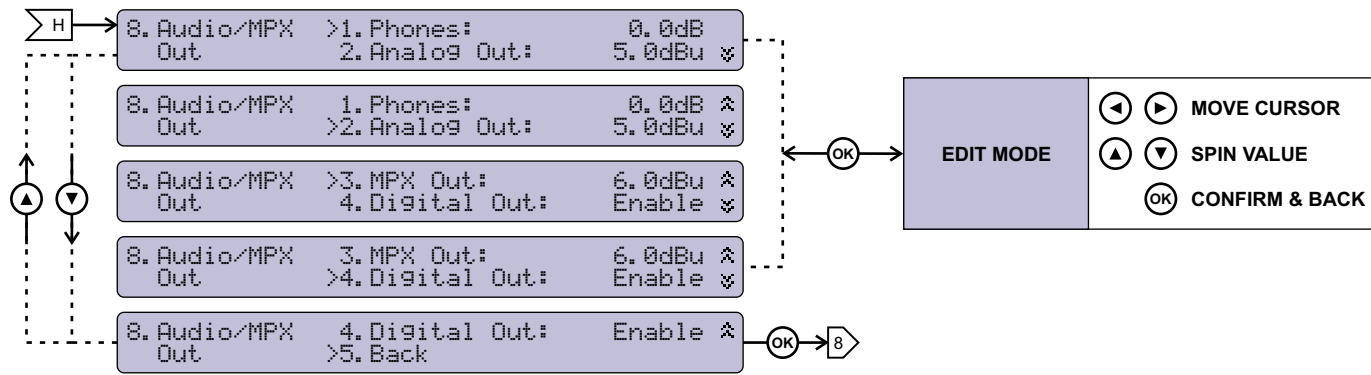 H
8. Audio/MPX >1. Phones: 0.0dB
Out 2. Analog Out: 5.0dBu
8. Audio/MPX 1. Phones: 0.0dB
Out >2. Analog Out: 5.0dBu
8. Audio/MPX >3. MPX Out: 6.0dBu
Out 4. Digital Out: Enable
8. Audio/MPX 3. MPX Out: 6.0dBu
Out >4. Digital Out: Enable
8. Audio/MPX 4. Digital Out: Enable
Out >5. Back
OK
8
OK
EDIT MODE
MOVE CURSOR
SPIN VALUE
OK CONFIRM & BACK